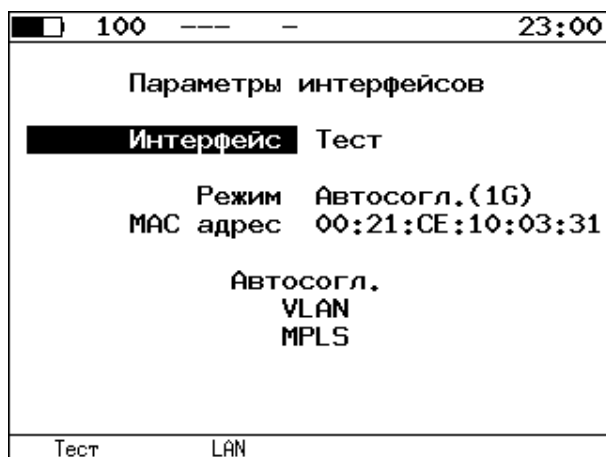 100 --- - 23:00
Параметры интерфейсов
Интерфейс Тест
Режим Автосогл.(1G)
MAC адрес 00:21:CE:10:03:31
Автосогл.
VLAN
MPLS
Тест LAN